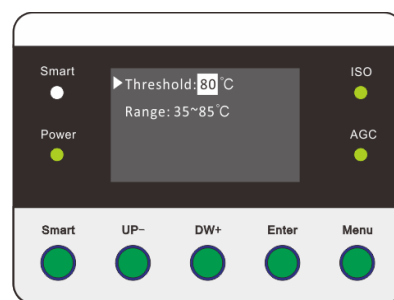 Smart
ISO
Threshold: 80 °C
Range: 35~85°C
Power
AGC
Smart
UP-
DW+
Enter
Menu